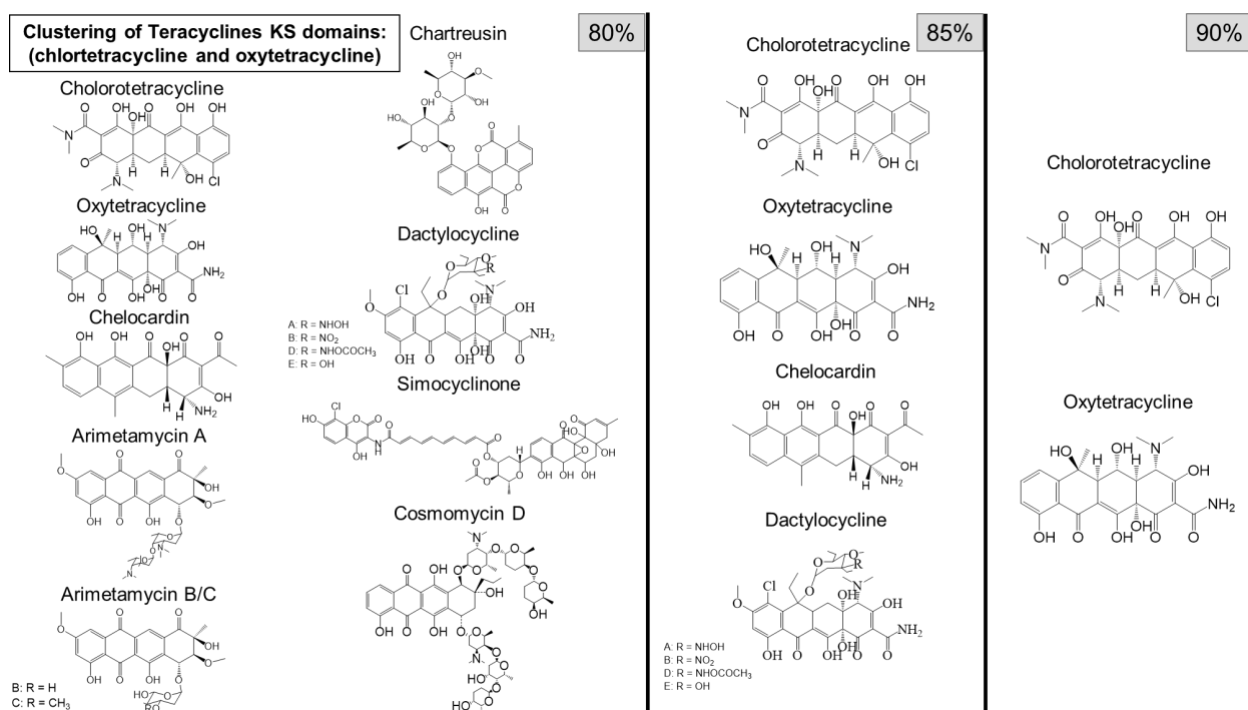 Clustering of Teracyclines KS domains:
(chlortetracycline and oxytetracycline)
80%
Cholorotetracycline
Oxytetracycline
Chelocardin
Arimetamycin A
Arimetamycin B/C
B: R = H
C: R = CH3
Chartreusin
Dactylocycline
A: R = NHOH
B: R = NO2
D: R = NHOCOCH3
E: R = OH
Simocyclinone
Cosmomycin D
85%
Cholorotetracycline
Oxytetracycline
Chelocardin
Dactylocycline
A: R = NHOH
B: R = NO2
D: R = NHOCOCH3
E: R = OH
90%
Cholorotetracycline
Oxytetracycline